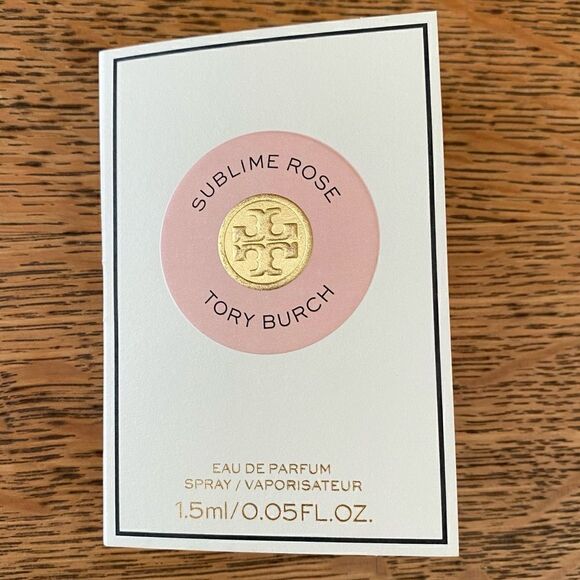 SUBLIME ROSE
TORY BURCH
EAU DE PARFUM
SPRAY / VAPORISATEUR
1.5ml/0.05FL.OZ.